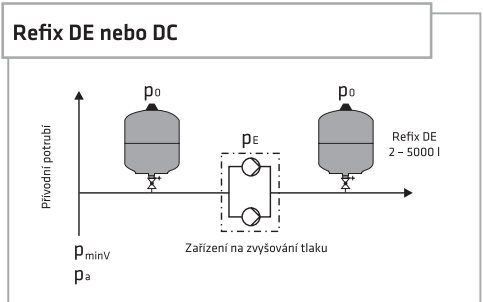 Refix DE nebo DC
p0
p0
pE
Přívodní potrubí
Refix DE
2 – 5000 l
Zařízení na zvyšování tlaku
pminV
pa